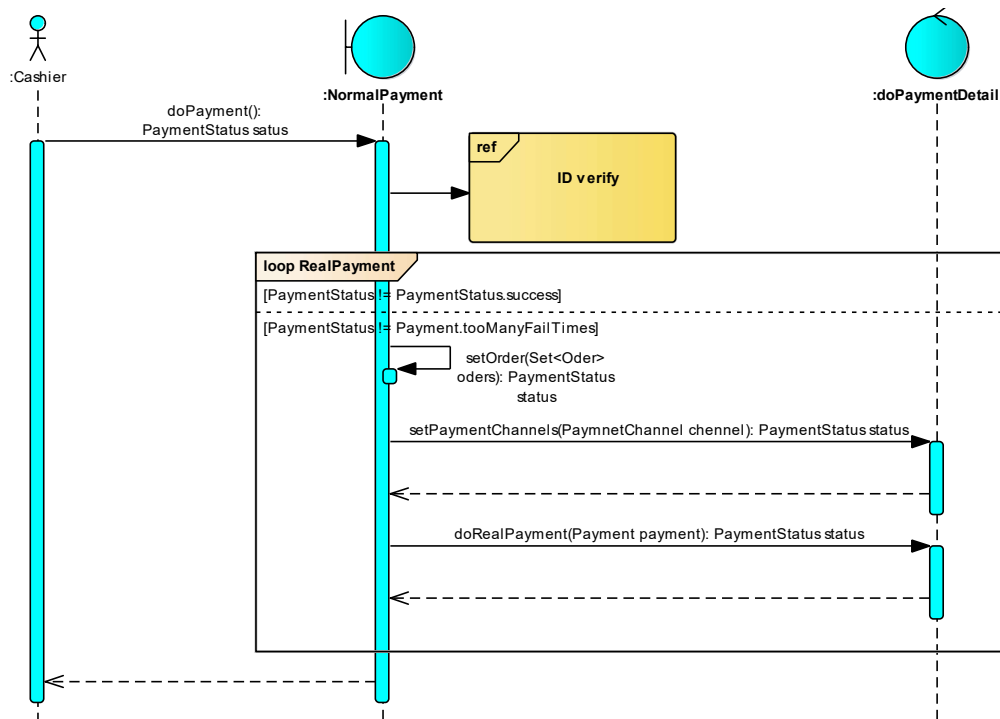 :Cashier
:NormalPayment
:doPaymentDetail
doPayment():
PaymentStatus satus
ref
ID verify
loop RealPayment
[PaymentStatus != PaymentStatus.success]
[PaymentStatus != Payment.tooManyFailTimes]
setOrder(Set<Oder>
oders): PaymentStatus
status
setPaymentChannels(PaymnetChannel chennel): PaymentStatus status
doRealPayment(Payment payment): PaymentStatus status